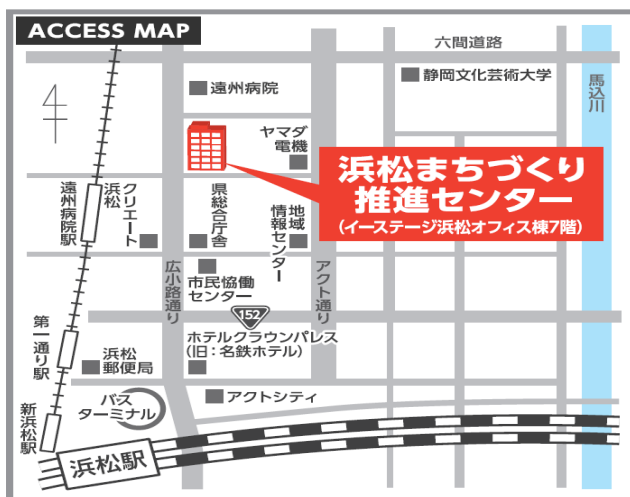 ACCESS MAP
六間道路
遠州病院
静岡文化芸術大学
馬込川
ヤマダ
電機
浜松まちづくり
推進センター
(イーステージ浜松オフィス棟7階)
遠州病院駅
浜松
クリエート
県総合庁舎
地域
情報センター
広小路通り
市民協働
センター
アクト通り
152
ホテルクラウンパレス
(旧:名鉄ホテル)
第一通り駅
浜松
郵便局
バス
ターミナル
アクトシティ
新浜松駅
浜松駅